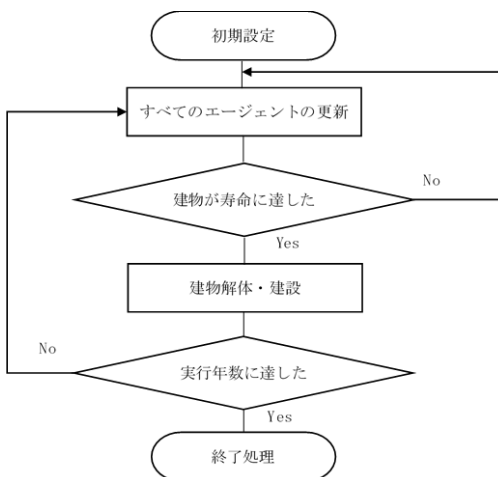 初期設定
すべてのエージェントの更新
建物が寿命に達した
No
Yes
建物解体・建設
No
実行年数に達した
Yes
終了処理